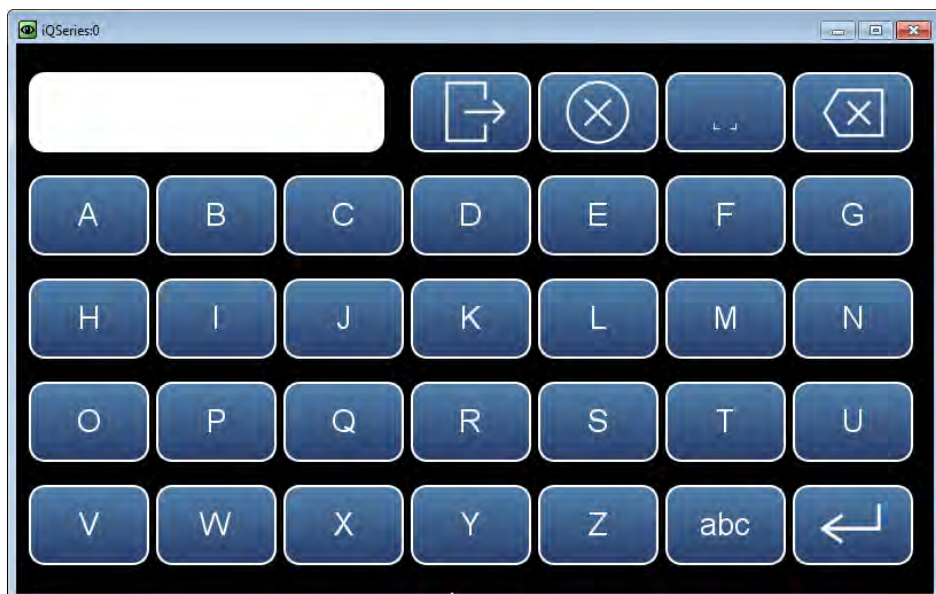 iQSeries:0
A B C D E F G
H I J K L M N
O P Q R S T U
V W X Y Z abc